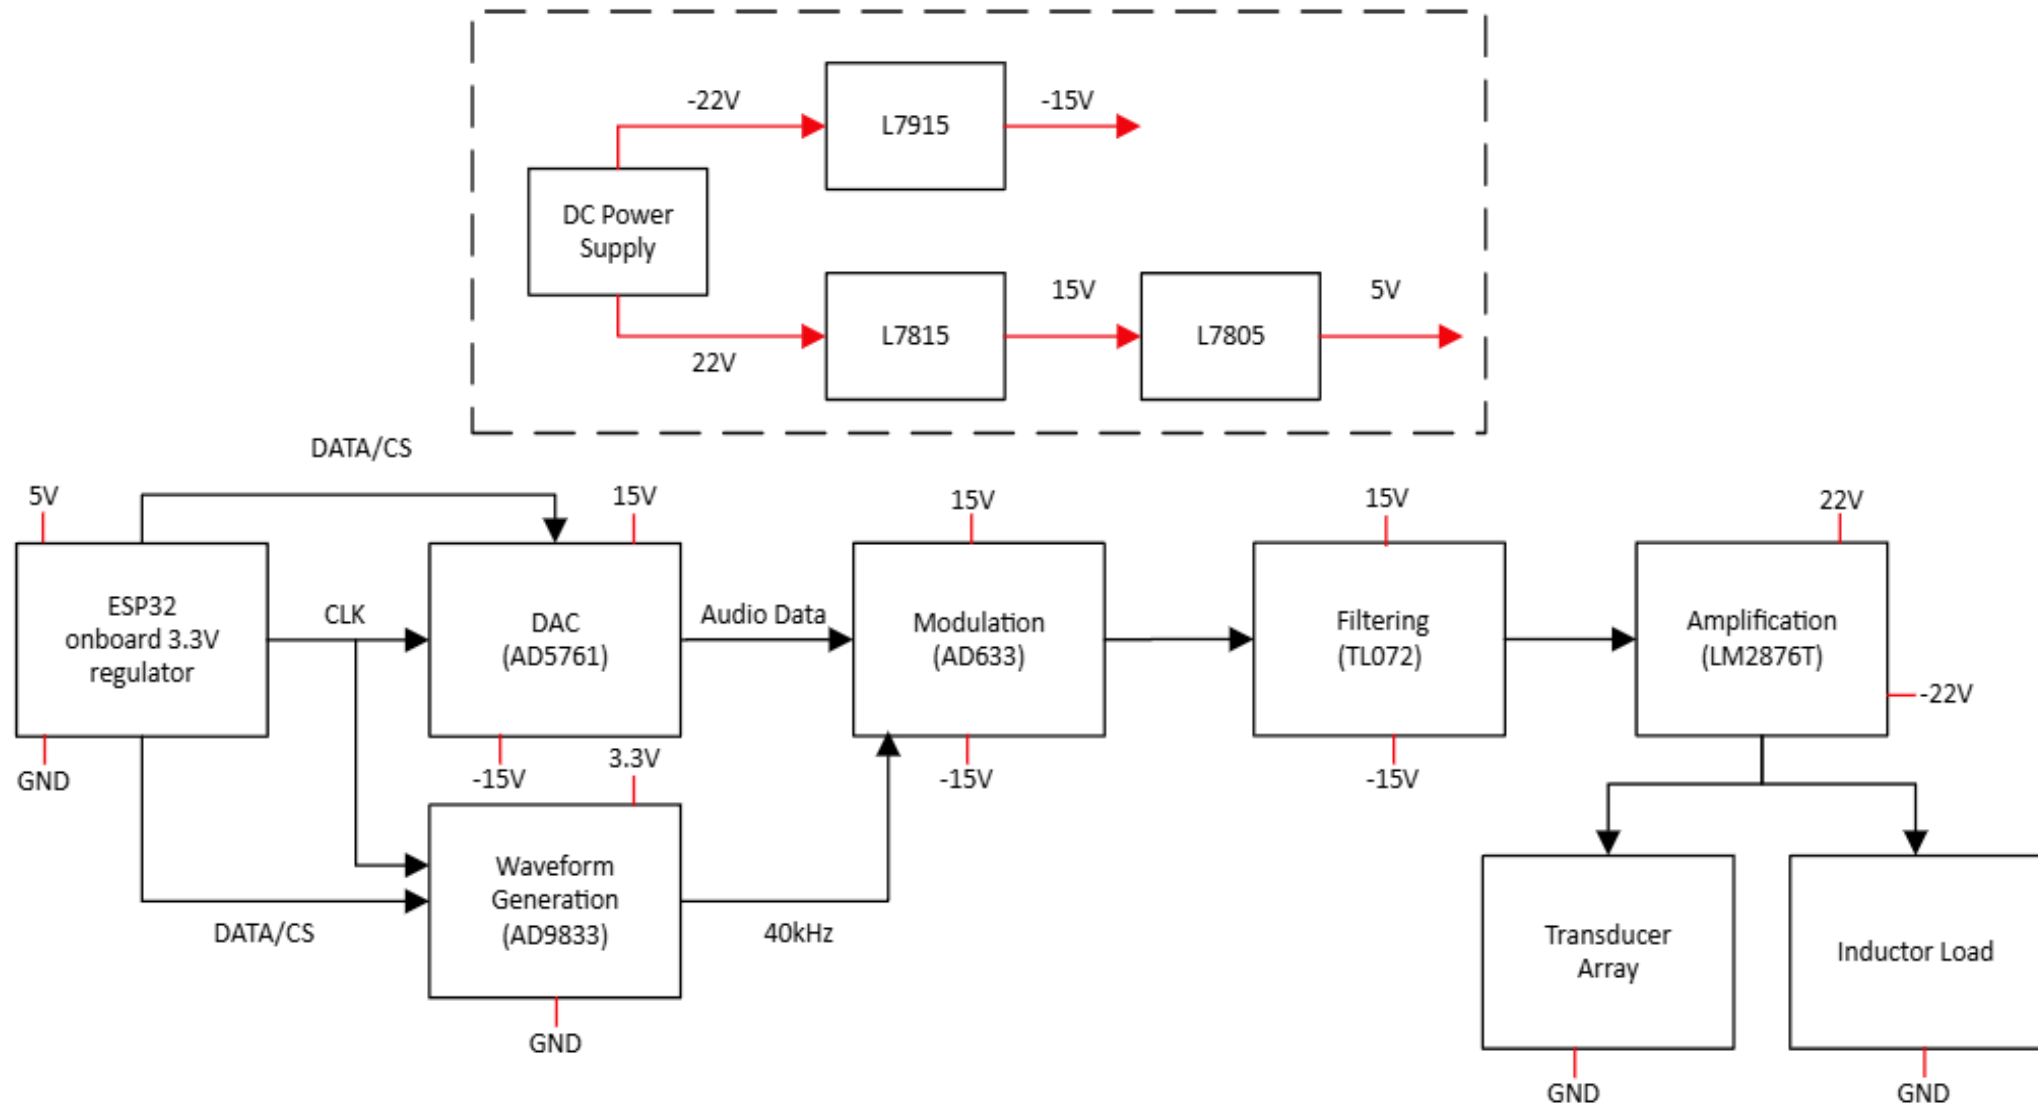 -22V
L7915
-15V
DC Power
Supply
22V
L7815
15V
L7805
5V
DATA/CS
5V
ESP32
onboard 3.3V
regulator
GND
CLK
15V
DAC
(AD5761)
-15V
Audio Data
15V
Modulation
(AD633)
-15V
15V
Filtering
(TL072)
-15V
22V
Amplification
(LM2876T)
-22V
DATA/CS
3.3V
Waveform
Generation
(AD9833)
GND
40kHz
Transducer
Array
GND
Inductor Load
GND